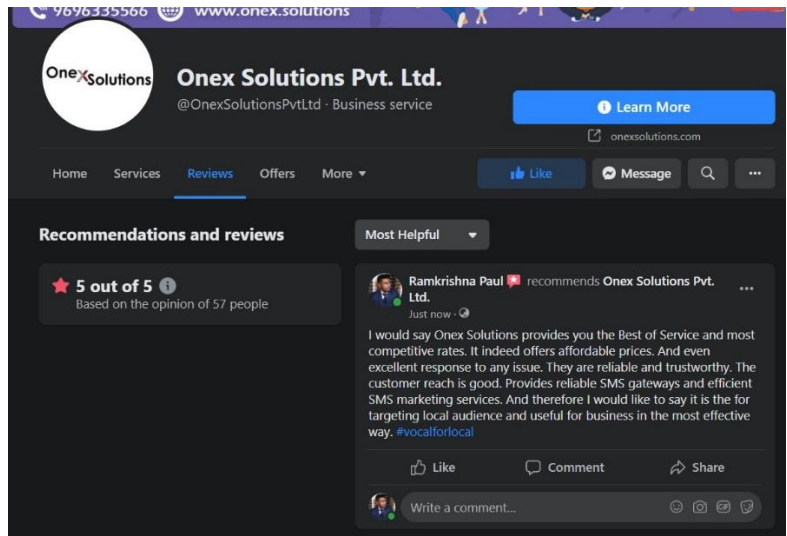 9696335566 www.onex.solutions
OnexSolutions
Onex Solutions Pvt. Ltd.
@OnexSolutionsPvtLtd · Business service
Learn More
onexsolutions.com
Home Services Reviews Offers More
Like Message
Recommendations and reviews
Most Helpful
5 out of 5
Based on the opinion of 57 people
Ramkrishna Paul recommends Onex Solutions Pvt.
Ltd.
Just now ·
I would say Onex Solutions provides you the Best of Service and most
competitive rates. It indeed offers affordable prices. And even
excellent response to any issue. They are reliable and trustworthy. The
customer reach is good. Provides reliable SMS gateways and efficient
SMS marketing services. And therefore I would like to say it is the for
targeting local audience and useful for business in the most effective
way. #vocalforlocal
Like Comment Share
Write a comment...
GIF